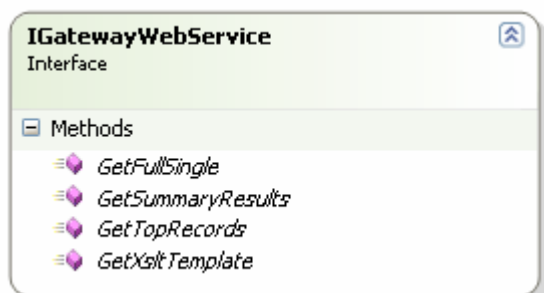 IGatewayWebService
Interface
Methods
GetFullSingle
GetSummaryResults
GetTopRecords
GetXsltTemplate